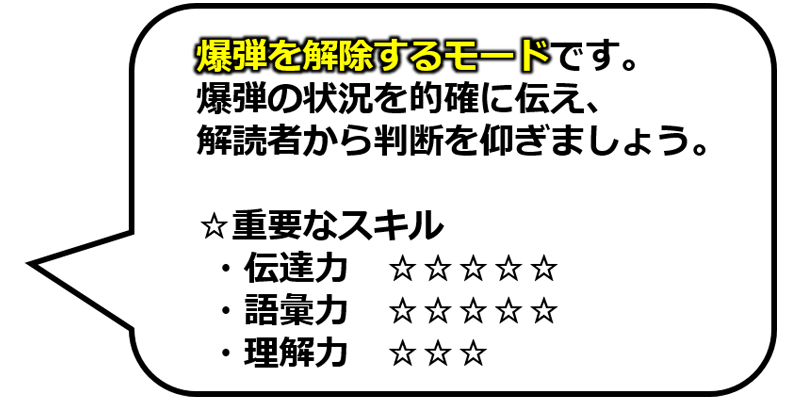 爆弾を解除するモードです。
爆弾の状況を的確に伝え、
解読者から判断を仰ぎましょう。
☆重要なスキル
・伝達力　☆☆☆☆☆
・語彙力　☆☆☆☆☆
・理解力　☆☆☆